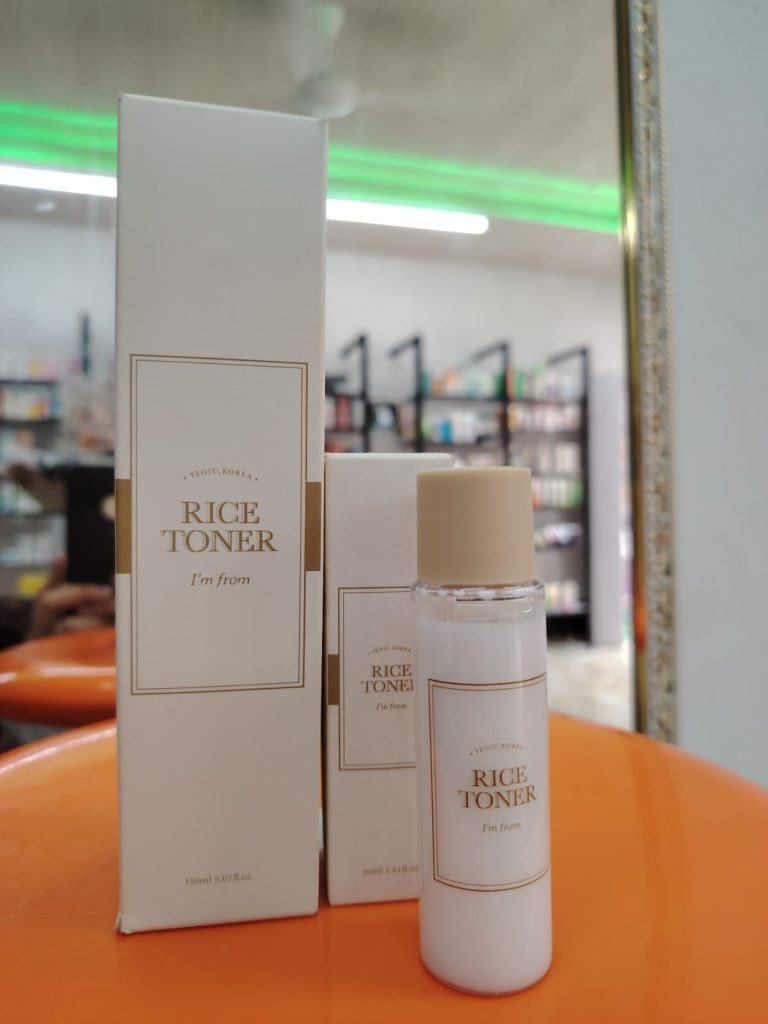 • YEOJU, KOREA •
RICE
TONER
I'm from
150ml 5.07fl.oz.
• YEOJU, KOREA
RICE
TONER
I'm from
30ml 1.01fl.oz
• YEOJU, KOREA •
RICE
TONER
I'm from